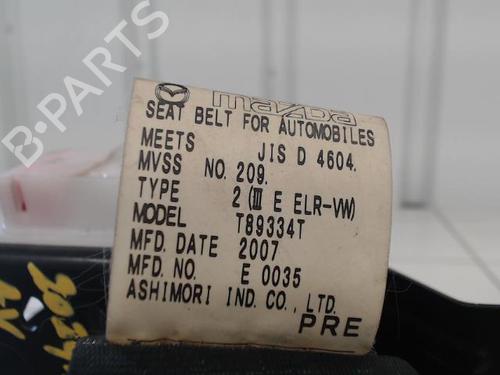 mazda
SEAT BELT FOR AUTOMOBILES
MEETS JIS D 4604.
MVSS NO. 209.
TYPE 2 (III E ELR-VW)
MODEL T89334T
MFD. DATE 2007
MFD. NO. E 0035
ASHIMORI IND. CO., LTD.
PRE